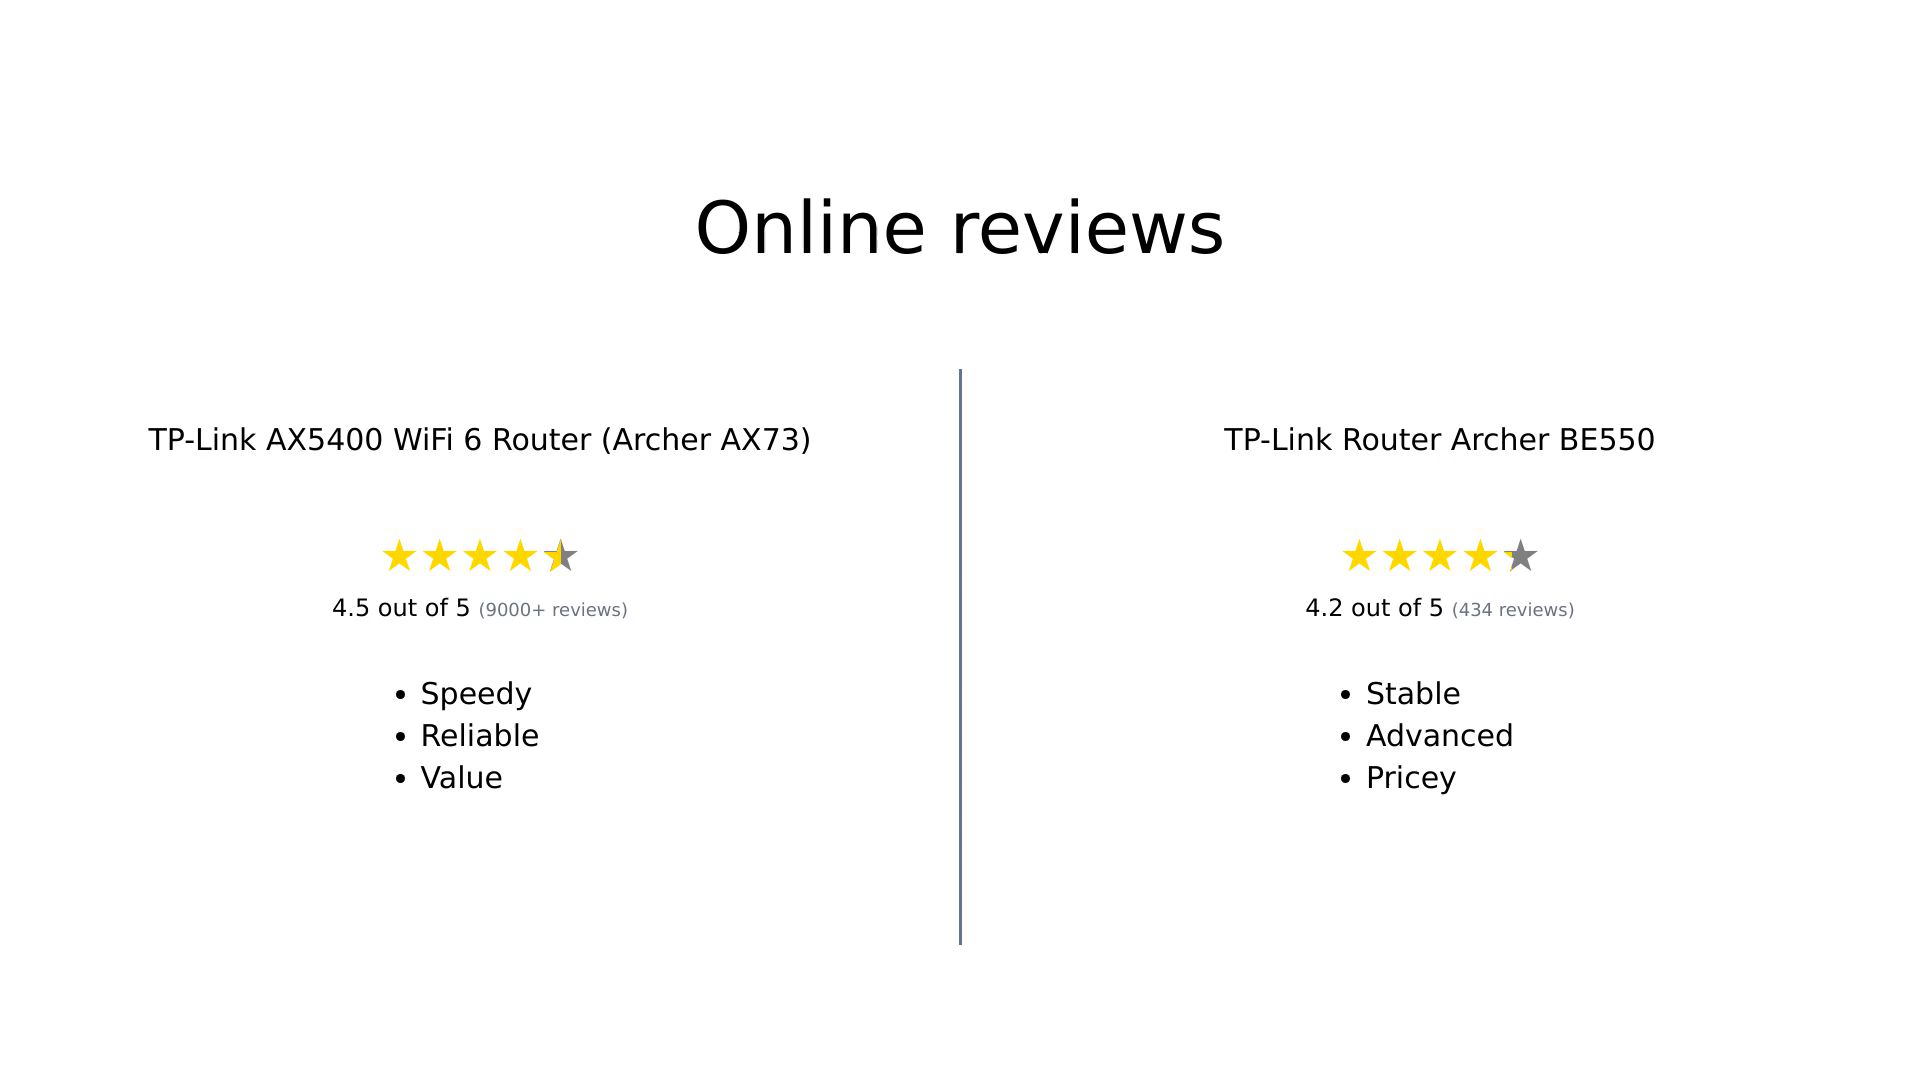 Online reviews
TP-Link AX5400 WiFi 6 Router (Archer AX73)
4.5 out of 5 (9000+ reviews)
• Speedy
• Reliable
• Value
TP-Link Router Archer BE550
4.2 out of 5 (434 reviews)
• Stable
• Advanced
• Pricey